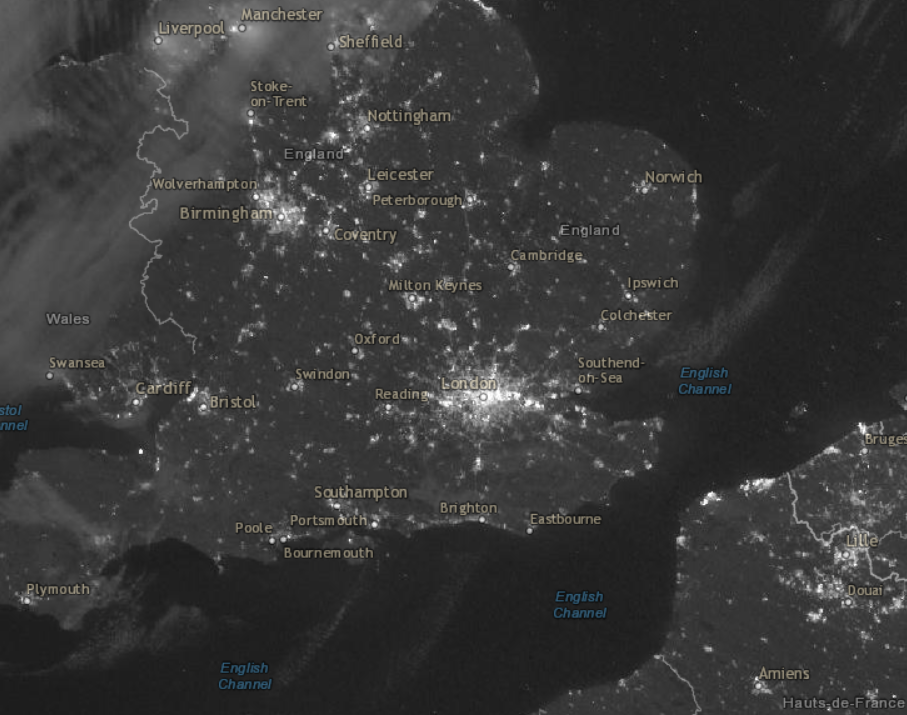 Manchester
Liverpool
Sheffield
Stoke-
on-Trent
Nottingham
England
Leicester
Wolverhampton
Norwich
Peterborough
Birmingham
Coventry
England
Cambridge
Milton Keynes
Ipswich
Colchester
Wales
Oxford
Swansea
Southend-
on-Sea
English
Channel
Swindon
London
Cardiff
Reading
Bristol
stol
nnel
Bruges
Southampton
Brighton
Portsmouth
Eastbourne
Poole
Bournemouth
Lille
Plymouth
Douai
English
Channel
English
Channel
Amiens
Hauts-de-France